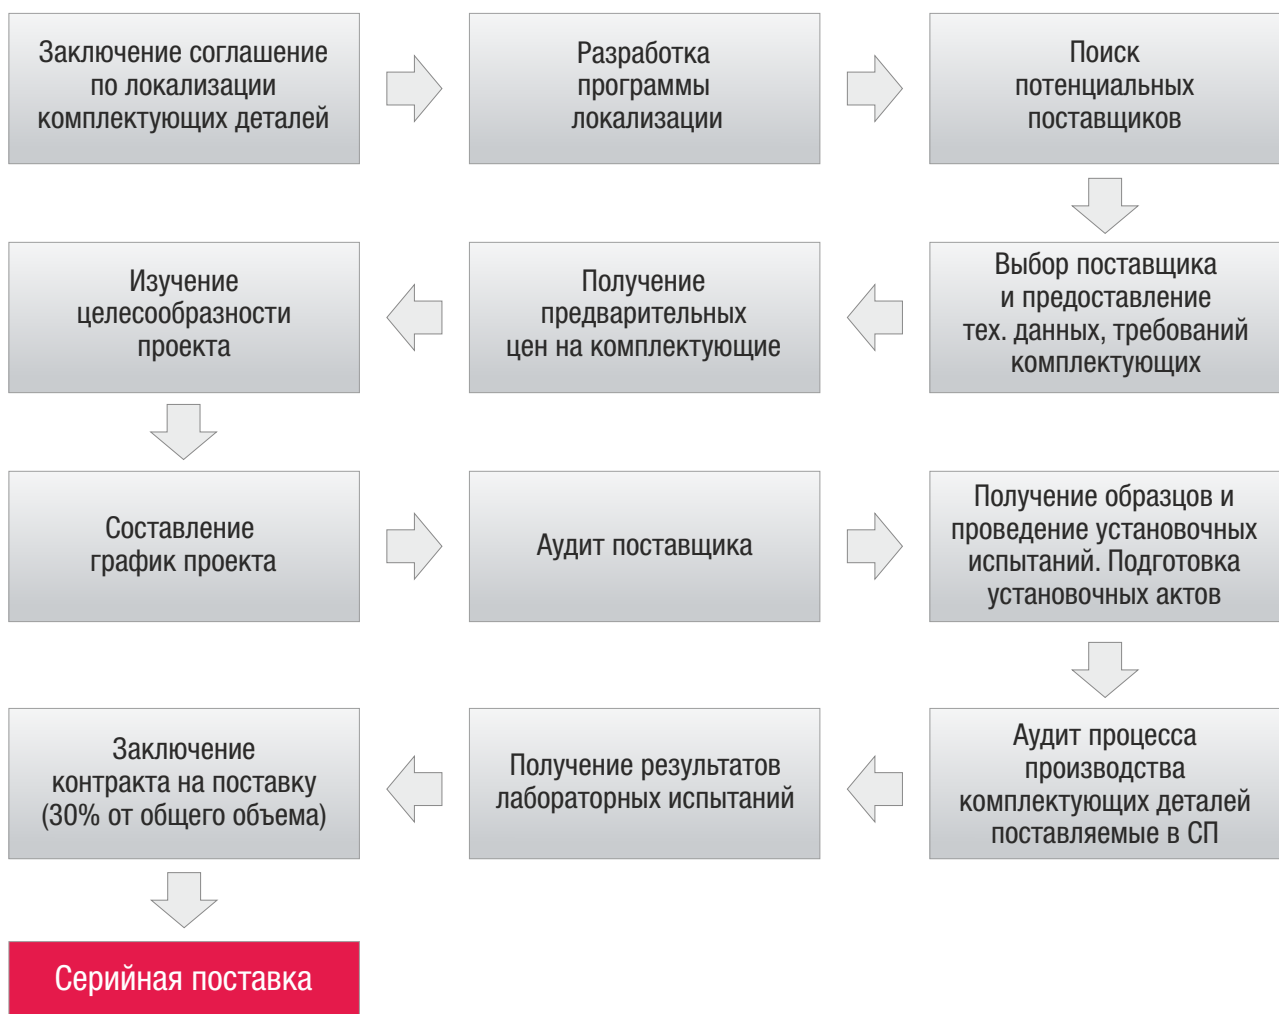 Заключение соглашение
по локализации
комплектующих деталей
Разработка
программы
локализации
Поиск
потенциальных
поставщиков
Выбор поставщика
и предоставление
тех. данных, требований
комплектующих
Получение
предварительных
цен на комплектующие
Изучение
целесообразности
проекта
Составление
график проекта
Аудит поставщика
Получение образцов и
проведение установочных
испытаний. Подготовка
установочных актов
Аудит процесса
производства
комплектующих деталей
поставляемые в СП
Получение результатов
лабораторных испытаний
Заключение
контракта на поставку
(30% от общего объема)
Серийная поставка